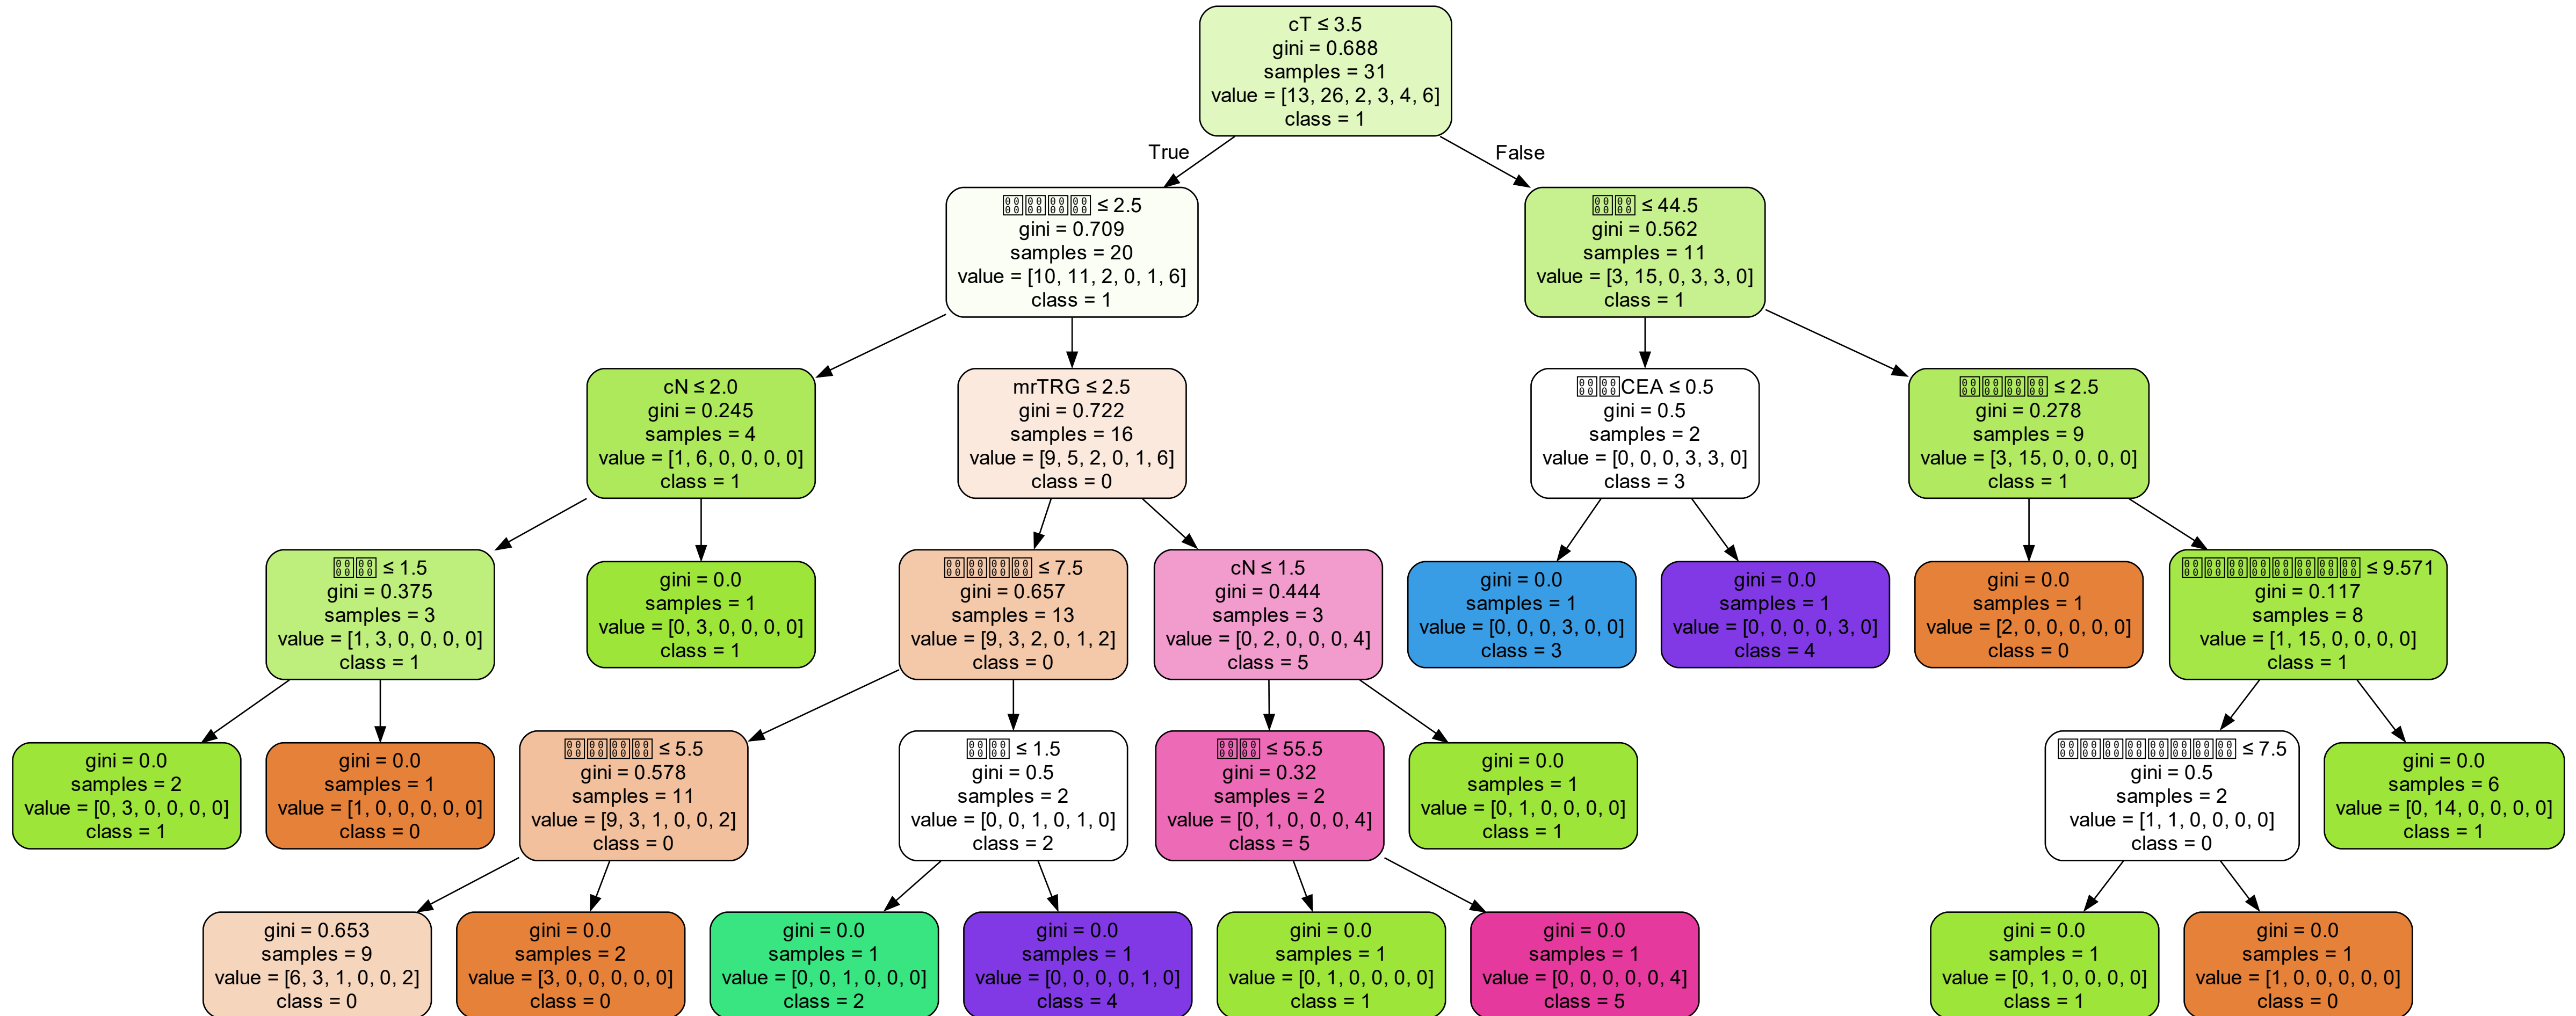 cT ≤ 3.5
gini = 0.688
samples = 31
value = [13, 26, 2, 3, 4, 6]
class = 1
True
False
≤ 2.5
gini = 0.709
samples = 20
value = [10, 11, 2, 0, 1, 6]
class = 1
≤ 44.5
gini = 0.562
samples = 11
value = [3, 15, 0, 3, 3, 0]
class = 1
cN ≤ 2.0
gini = 0.245
samples = 4
value = [1, 6, 0, 0, 0, 0]
class = 1
mrTRG ≤ 2.5
gini = 0.722
samples = 16
value = [9, 5, 2, 0, 1, 6]
class = 0
CEA ≤ 0.5
gini = 0.5
samples = 2
value = [0, 0, 0, 3, 3, 0]
class = 3
≤ 2.5
gini = 0.278
samples = 9
value = [3, 15, 0, 0, 0, 0]
class = 1
≤ 1.5
gini = 0.375
samples = 3
value = [1, 3, 0, 0, 0, 0]
class = 1
gini = 0.0
samples = 1
value = [0, 3, 0, 0, 0, 0]
class = 1
≤ 7.5
gini = 0.657
samples = 13
value = [9, 3, 2, 0, 1, 2]
class = 0
cN ≤ 1.5
gini = 0.444
samples = 3
value = [0, 2, 0, 0, 0, 4]
class = 5
gini = 0.0
samples = 1
value = [0, 0, 0, 3, 0, 0]
class = 3
gini = 0.0
samples = 1
value = [0, 0, 0, 0, 3, 0]
class = 4
gini = 0.0
samples = 1
value = [2, 0, 0, 0, 0, 0]
class = 0
≤ 9.571
gini = 0.117
samples = 8
value = [1, 15, 0, 0, 0, 0]
class = 1
gini = 0.0
samples = 2
value = [0, 3, 0, 0, 0, 0]
class = 1
gini = 0.0
samples = 1
value = [1, 0, 0, 0, 0, 0]
class = 0
≤ 5.5
gini = 0.578
samples = 11
value = [9, 3, 1, 0, 0, 2]
class = 0
≤ 1.5
gini = 0.5
samples = 2
value = [0, 0, 1, 0, 1, 0]
class = 2
≤ 55.5
gini = 0.32
samples = 2
value = [0, 1, 0, 0, 0, 4]
class = 5
gini = 0.0
samples = 1
value = [0, 1, 0, 0, 0, 0]
class = 1
≤ 7.5
gini = 0.5
samples = 2
value = [1, 1, 0, 0, 0, 0]
class = 0
gini = 0.0
samples = 6
value = [0, 14, 0, 0, 0, 0]
class = 1
gini = 0.653
samples = 9
value = [6, 3, 1, 0, 0, 2]
class = 0
gini = 0.0
samples = 2
value = [3, 0, 0, 0, 0, 0]
class = 0
gini = 0.0
samples = 1
value = [0, 0, 1, 0, 0, 0]
class = 2
gini = 0.0
samples = 1
value = [0, 0, 0, 0, 1, 0]
class = 4
gini = 0.0
samples = 1
value = [0, 1, 0, 0, 0, 0]
class = 1
gini = 0.0
samples = 1
value = [0, 0, 0, 0, 0, 4]
class = 5
gini = 0.0
samples = 1
value = [0, 1, 0, 0, 0, 0]
class = 1
gini = 0.0
samples = 1
value = [1, 0, 0, 0, 0, 0]
class = 0